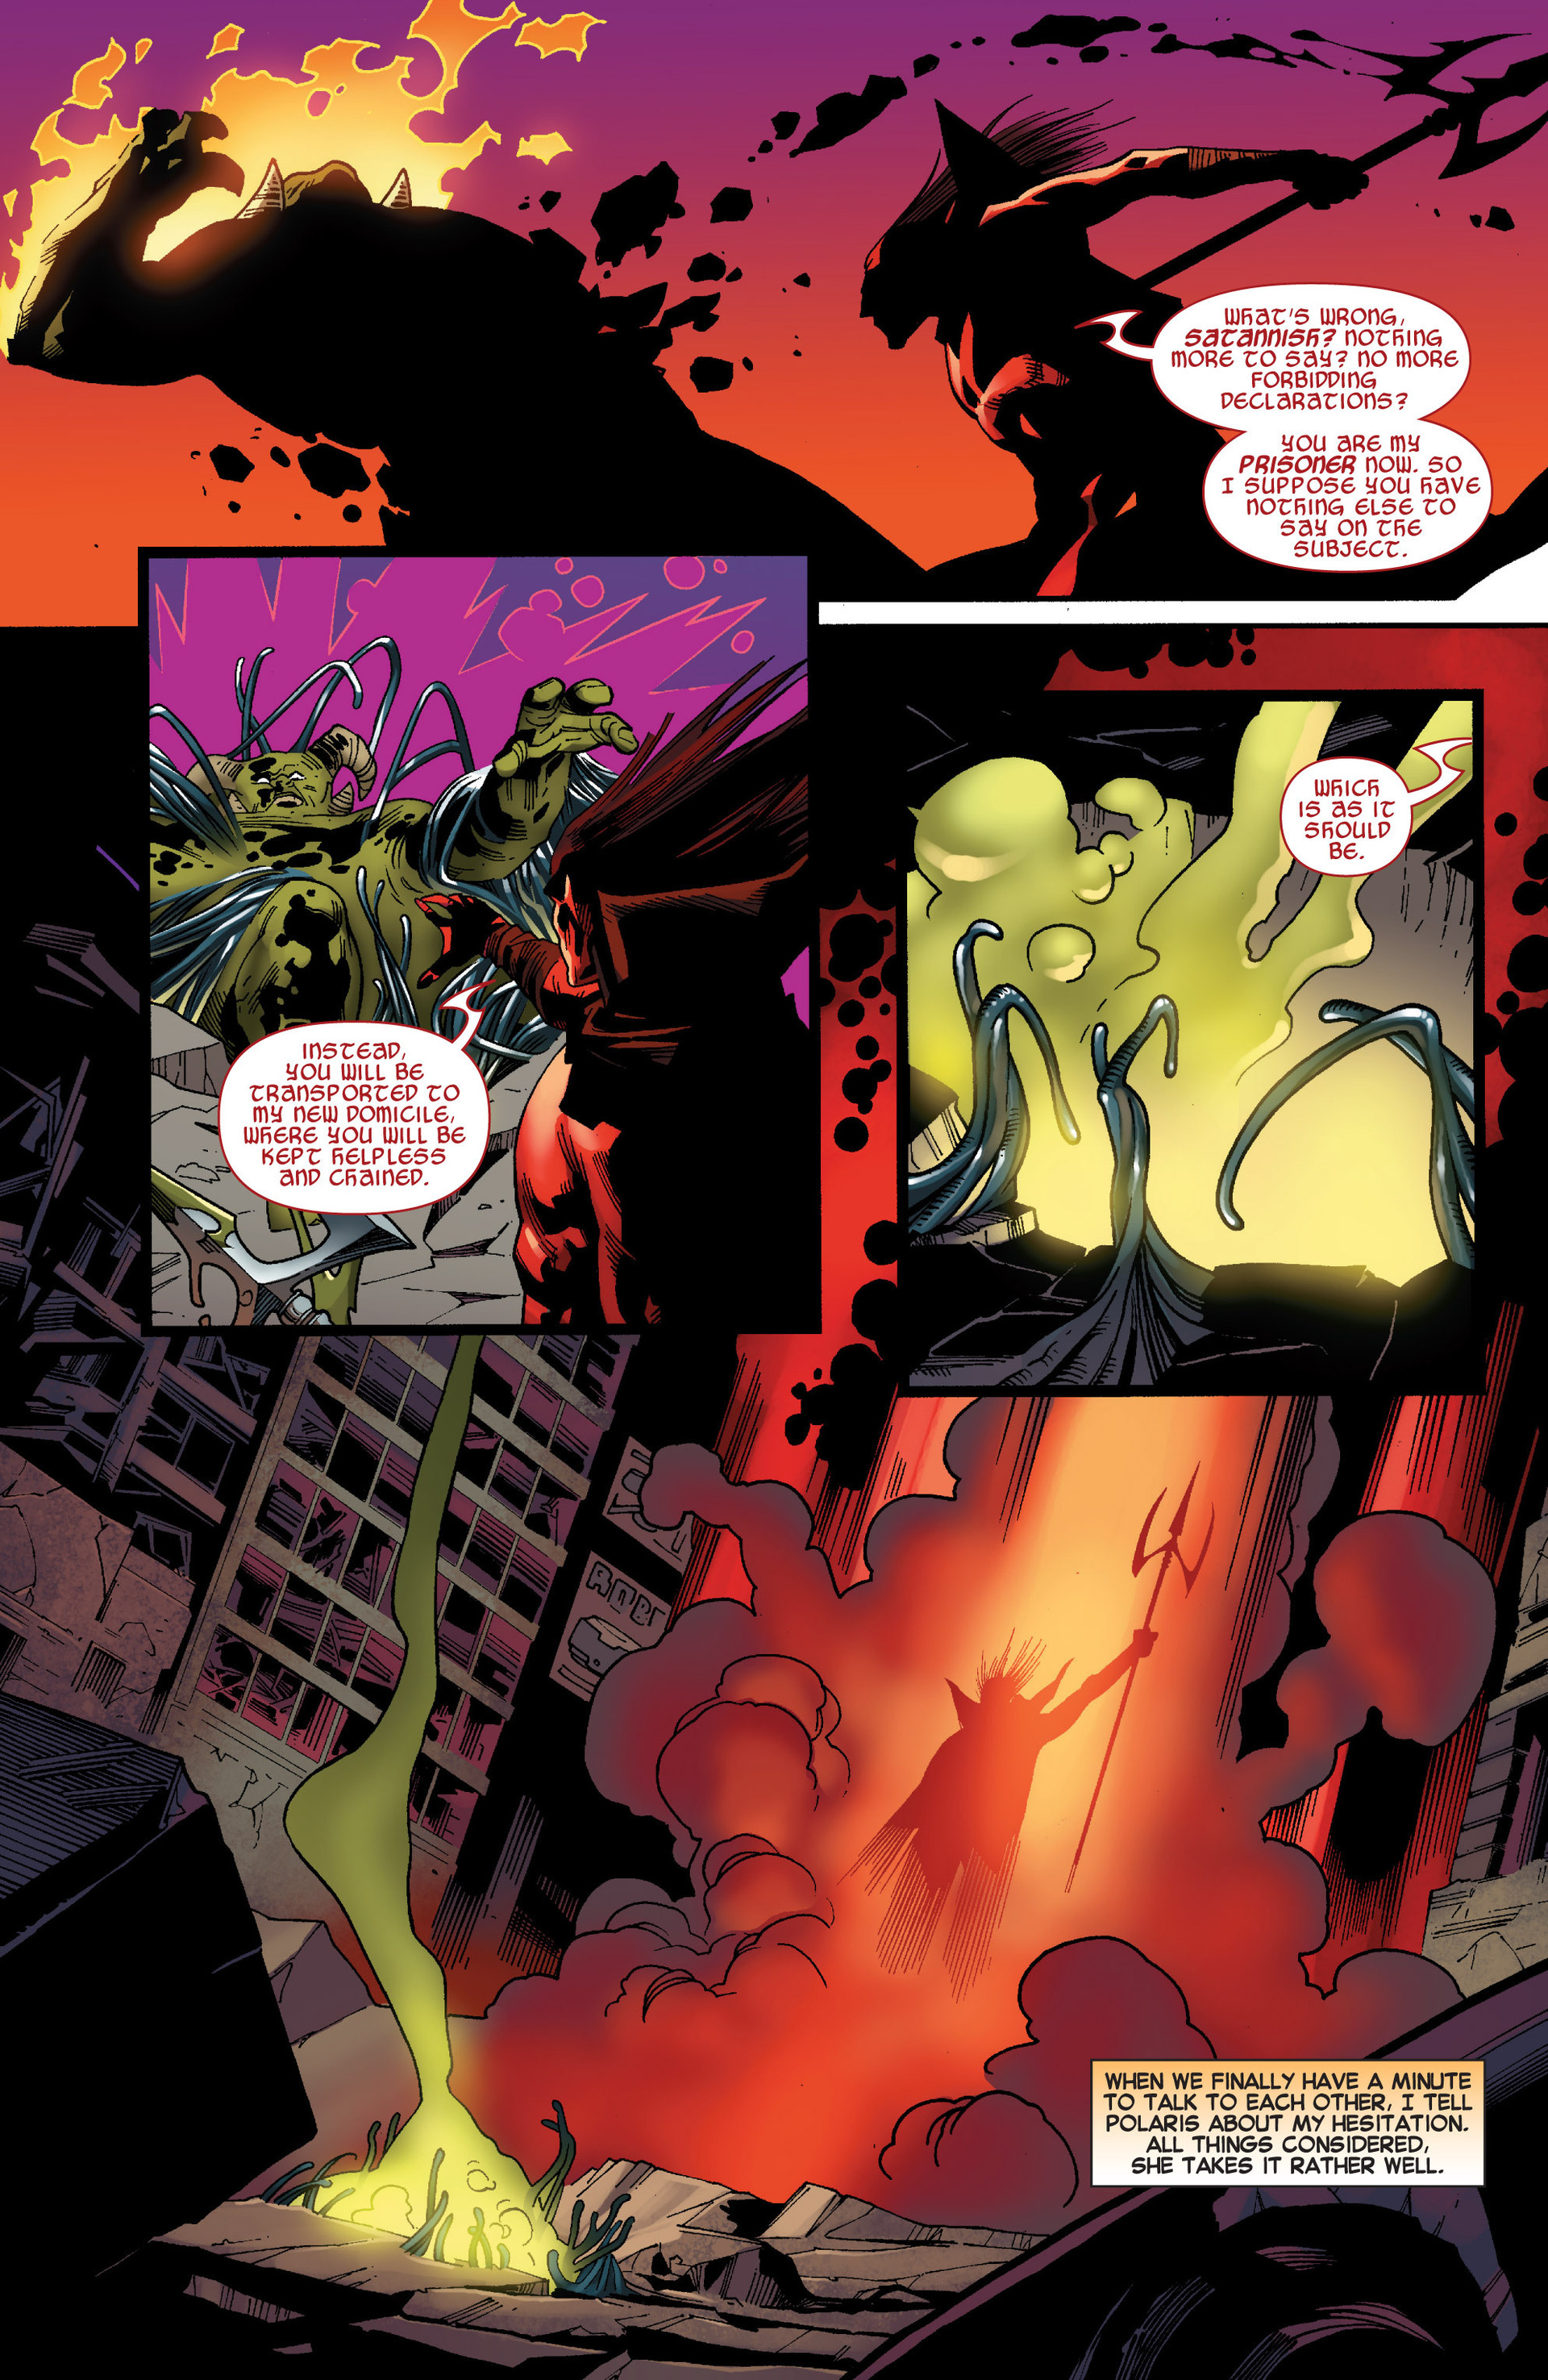 WHAT'S WRONG,
SATANNISH? NOTHING
MORE TO SAY? NO MORE
FORBIDDING
DECLARATIONS?
YOU ARE MY
PRISONER NOW. SO
I SUPPOSE YOU HAVE
NOTHING ELSE TO
SAY ON THE
SUBJECT.
INSTEAD,
YOU WILL BE
TRANSPORTED TO
MY NEW DOMICILE,
WHERE YOU WILL BE
KEPT HELPLESS
AND CHAINED.
WHICH
IS AS IT
SHOULD
BE.
WHEN WE FINALLY HAVE A MINUTE
TO TALK TO EACH OTHER, I TELL
POLARIS ABOUT MY HESITATION.
ALL THINGS CONSIDERED,
SHE TAKES IT RATHER WELL.